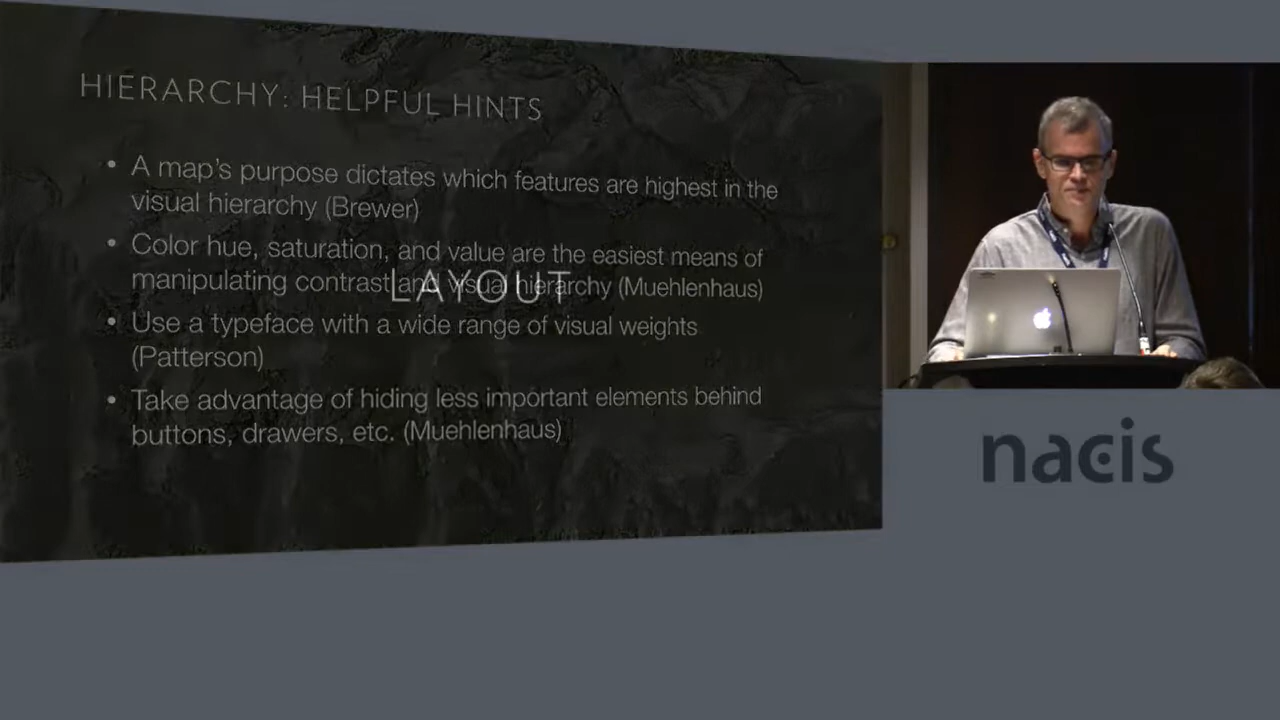 HIERARCHY: HELPFUL HINTS
• A map's purpose dictates which features are highest in the
visual hierarchy (Brewer)
• Color hue, saturation, and value are the easiest means of
manipulating contrast and visual hierarchy (Muehlenhaus)
LAYOUT
• Use a typeface with a wide range of visual weights
(Patterson)
• Take advantage of hiding less important elements behind
buttons, drawers, etc. (Muehlenhaus)
nacis